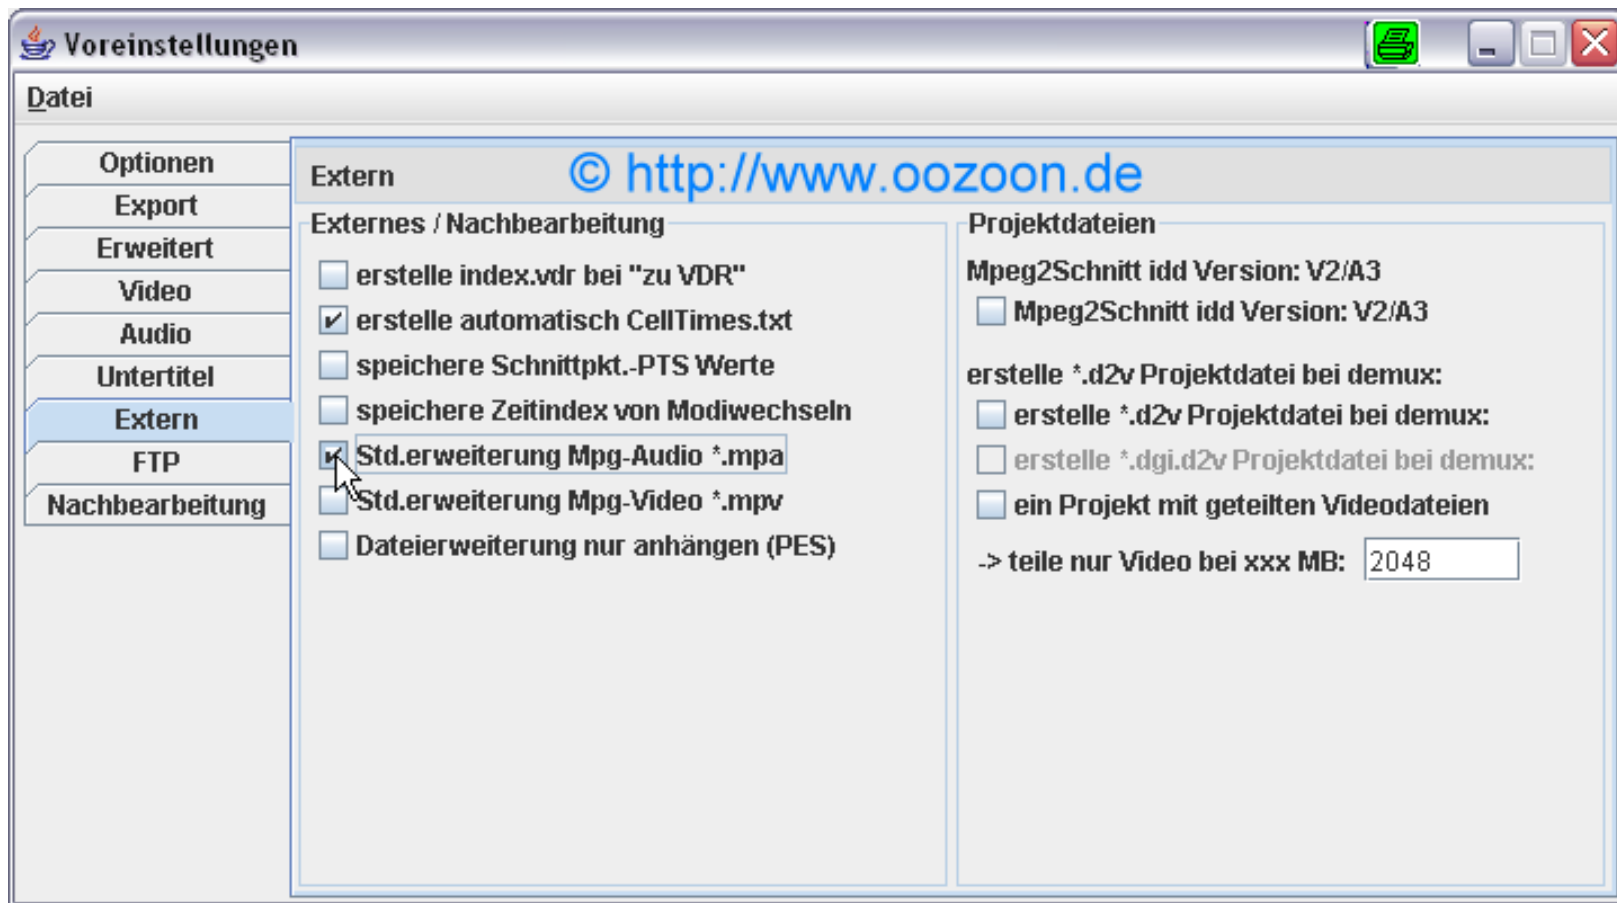 Voreinstellungen
Datei
Optionen
Export
Erweitert
Video
Audio
Untertitel
Extern
FTP
Nachbearbeitung
Extern
© http://www.oozoon.de
Externes / Nachbearbeitung
erstelle index.vdr bei "zu VDR"
erstelle automatisch CellTimes.txt
speichere Schnittpkt.-PTS Werte
speichere Zeitindex von Modiwechseln
Std.erweiterung Mpg-Audio *.mpa
Std.erweiterung Mpg-Video *.mpv
Dateierweiterung nur anhängen (PES)
Projektdateien
Mpeg2Schnitt idd Version: V2/A3
Mpeg2Schnitt idd Version: V2/A3
erstelle *.d2v Projektdatei bei demux:
erstelle *.d2v Projektdatei bei demux:
erstelle *.dgi.d2v Projektdatei bei demux:
ein Projekt mit geteilten Videodateien
-> teile nur Video bei xxx MB: 2048